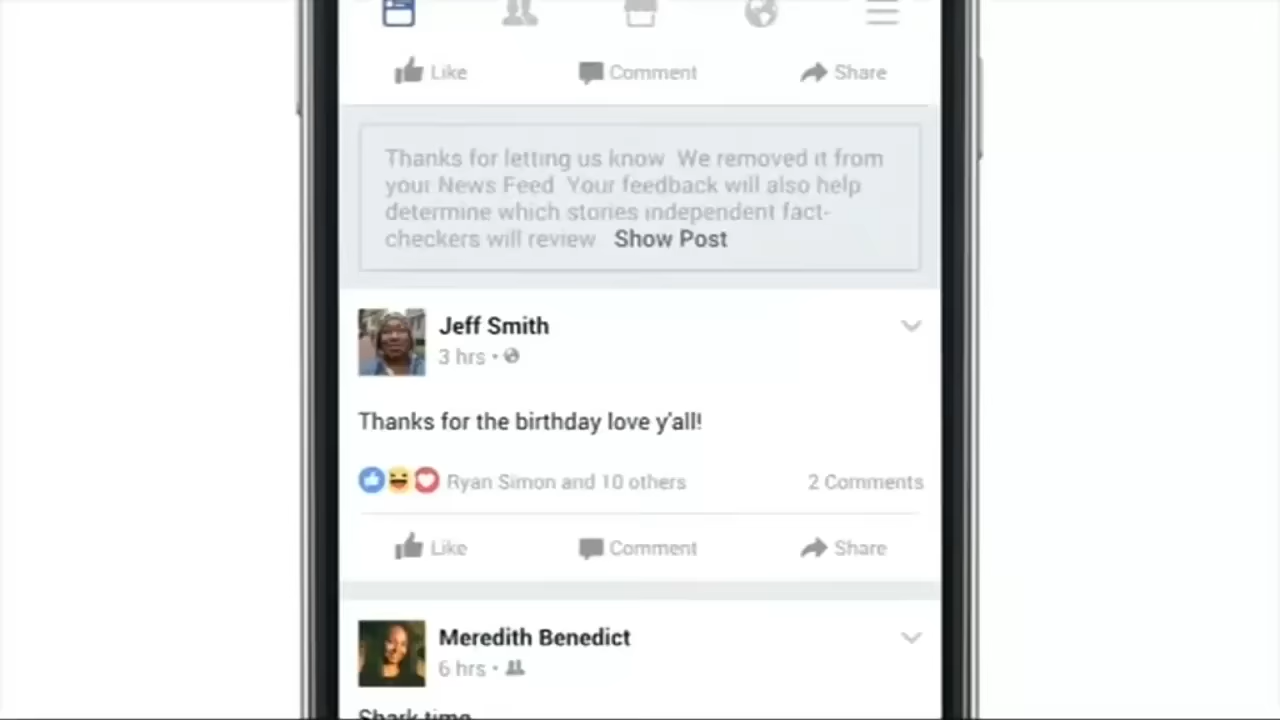 Like Comment Share
Thanks for letting us know We removed it from
your News Feed Your feedback will also help
determine which stories independent fact-
checkers will review Show Post
Jeff Smith
3 hrs •
Thanks for the birthday love y'all!
Ryan Simon and 10 others 2 Comments
Like Comment Share
Meredith Benedict
6 hrs •
Shark time